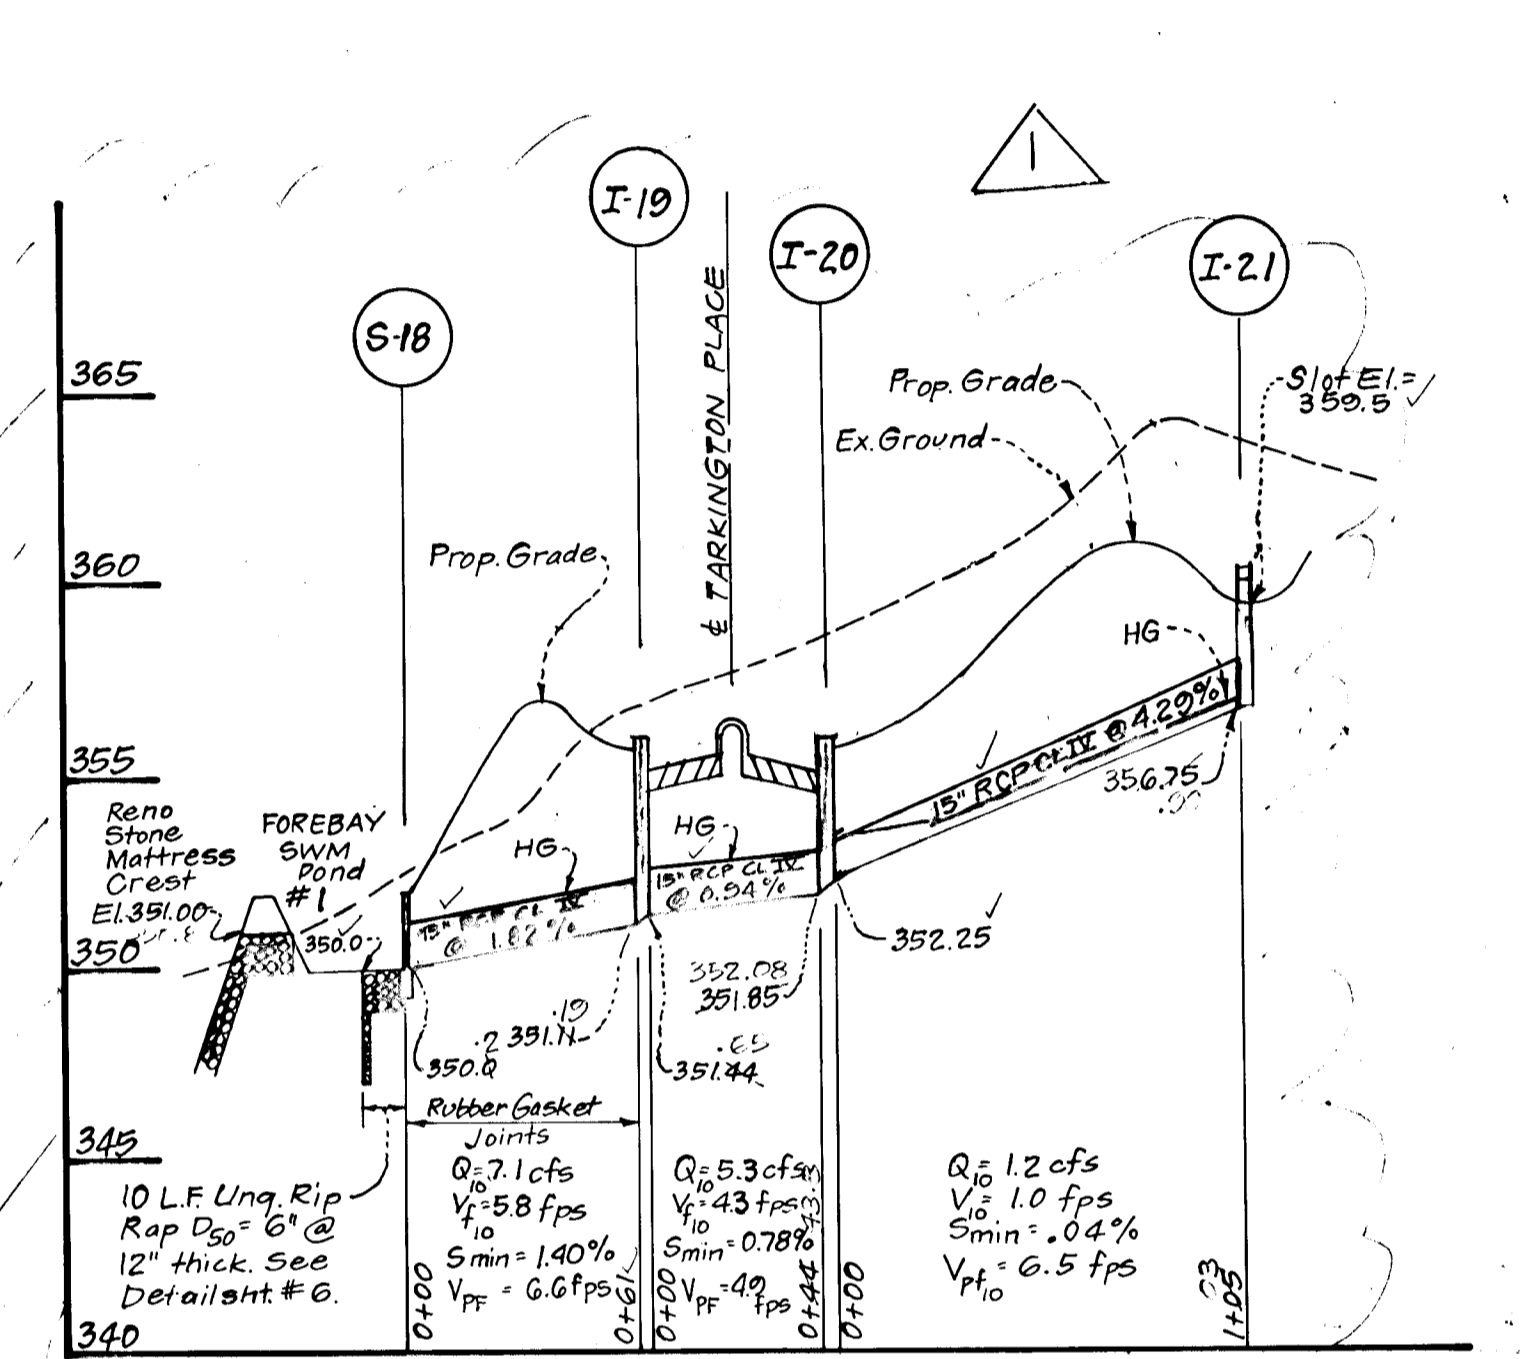 1
I-19
I-20
I-21
S-18
℄ TARKINGTON PLACE
365
360
355
350
345
340
Prop. Grade
Slot El.=
359.5
Ex. Ground
Prop. Grade
HG
15" RCP CL IV @ 4.29%
356.75
Reno
Stone
Mattress
Crest
El. 351.00
FOREBAY
SWM
Pond
#1
350.0
HG
15" RCP CL IV
@ 1.82%
HG
15" RCP CL IV
@ 0.94%
352.25
352.08
351.85
.19
.2
351.11
350.0
.65
351.44
Rubber Gasket
Joints
10 L.F. Ung. Rip
Rap D50 = 6" @
12" thick. See
Detail sht. # 6.
Q10 = 7.1 cfs
Vf10 = 5.8 fps
Smin = 1.40%
VPF = 6.6 fps
Q10 = 5.3 cfs
Vf10 = 4.3 fps
Smin = 0.78%
VPF = 4.9
fps
Q10 = 1.2 cfs
V10 = 1.0 fps
Smin = .04%
Vpf10 = 6.5 fps
0+00
0+61
0+00
0+44
43.3
0+00
1+05
03